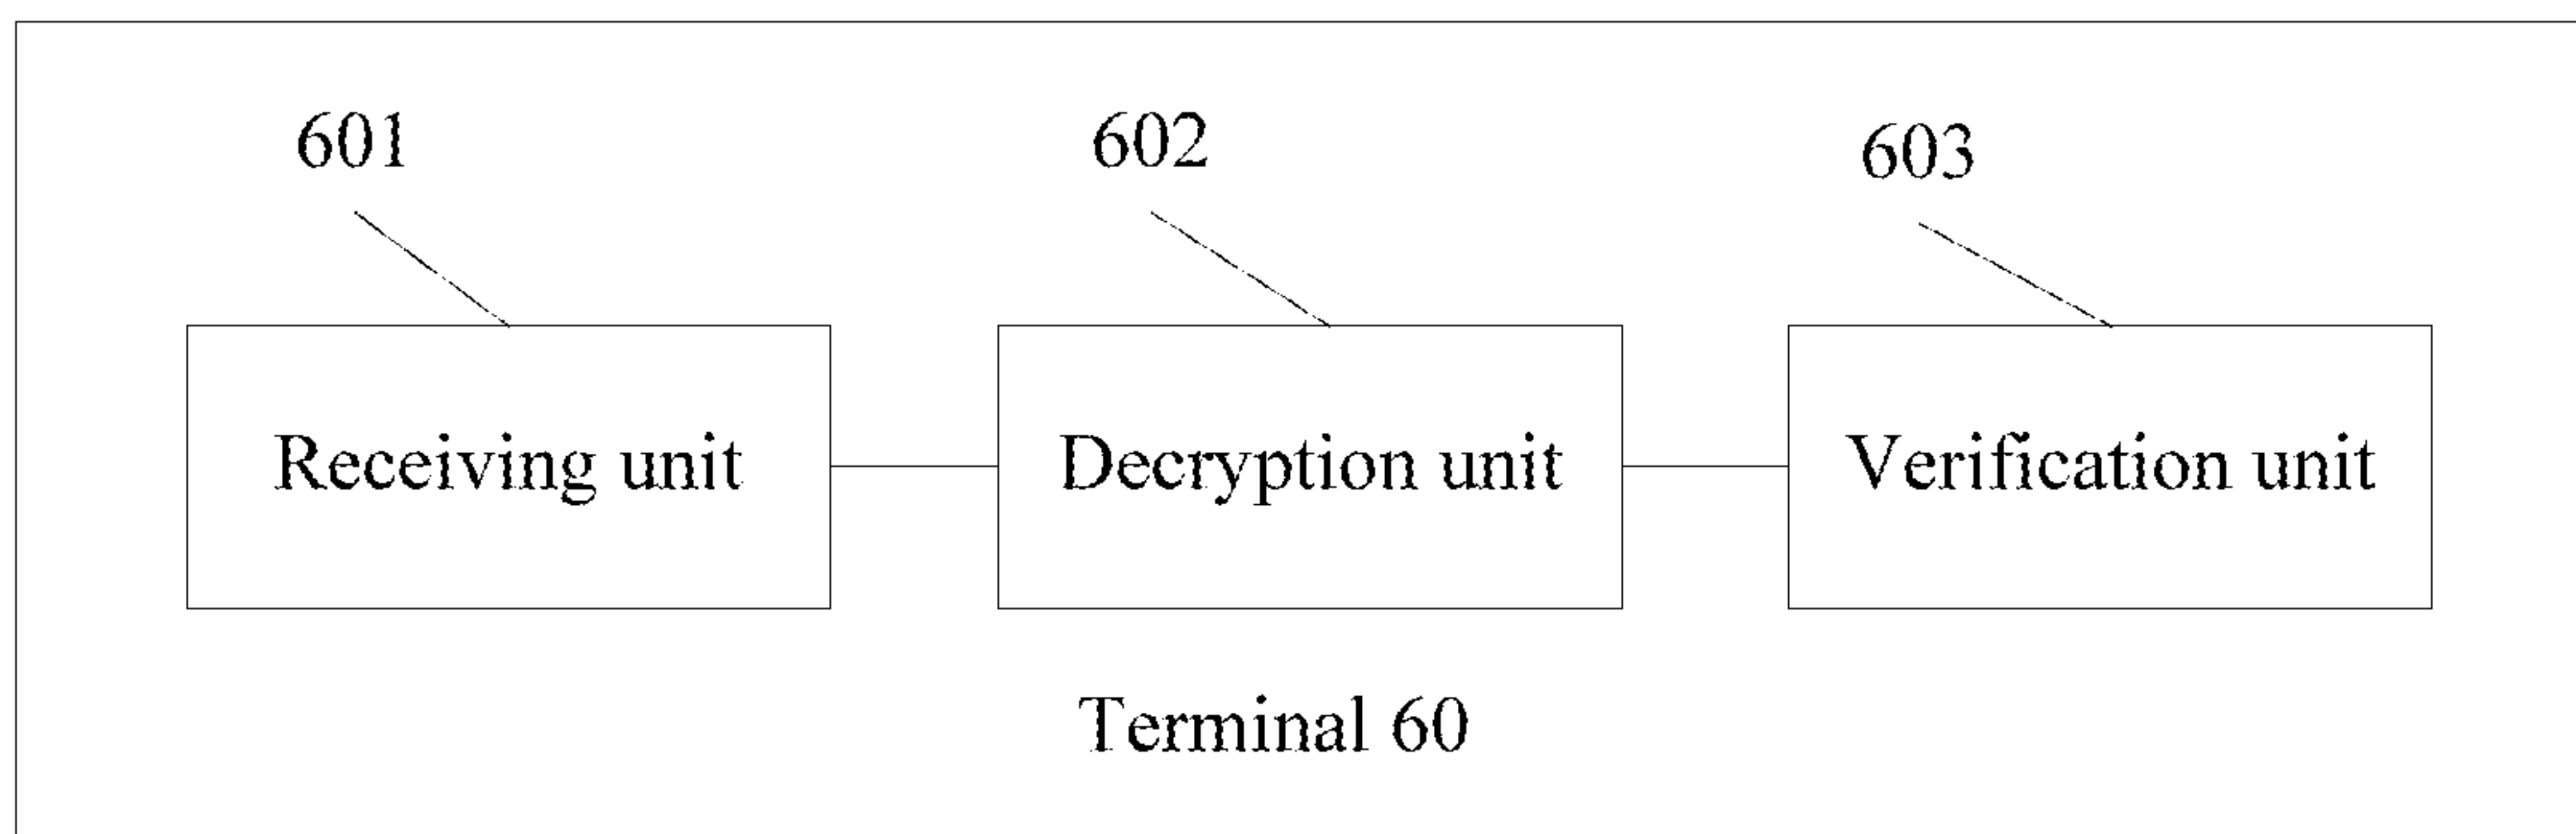 601
602
603
Receiving unit
Decryption unit
Verification unit
Terminal 60